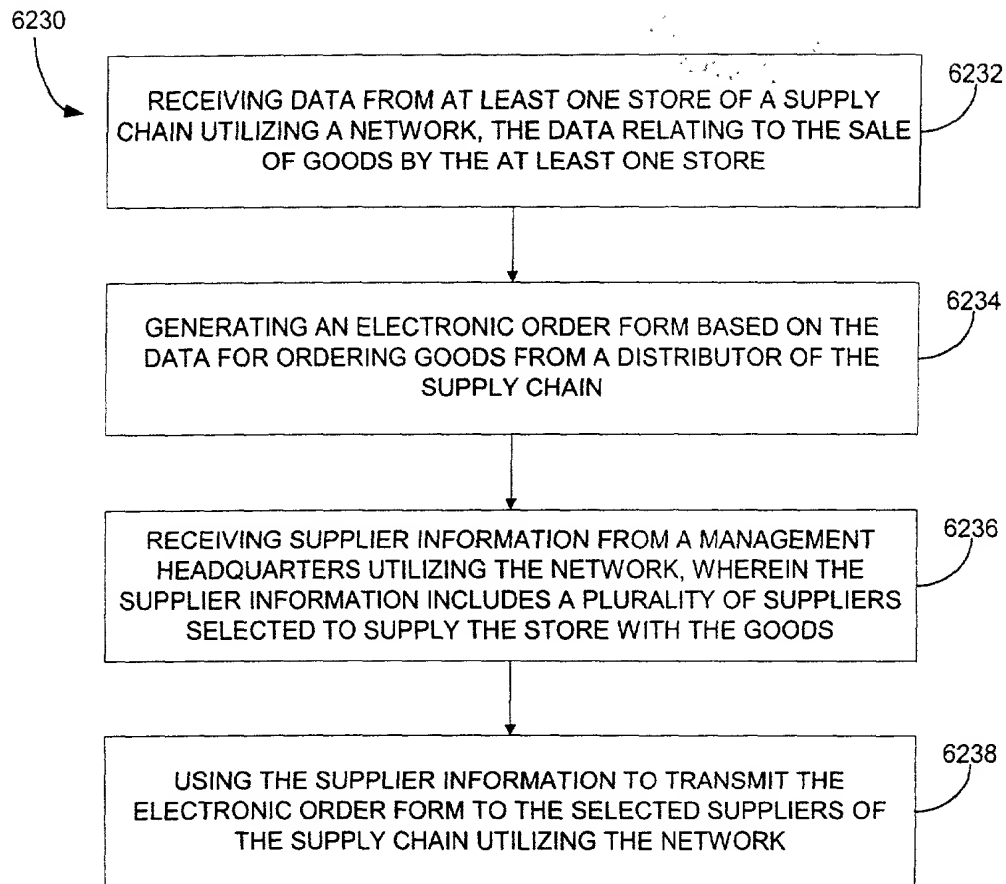 6230
6232
RECEIVING DATA FROM AT LEAST ONE STORE OF A SUPPLY
CHAIN UTILIZING A NETWORK, THE DATA RELATING TO THE SALE
OF GOODS BY THE AT LEAST ONE STORE
6234
GENERATING AN ELECTRONIC ORDER FORM BASED ON THE
DATA FOR ORDERING GOODS FROM A DISTRIBUTOR OF THE
SUPPLY CHAIN
6236
RECEIVING SUPPLIER INFORMATION FROM A MANAGEMENT
HEADQUARTERS UTILIZING THE NETWORK, WHEREIN THE
SUPPLIER INFORMATION INCLUDES A PLURALITY OF SUPPLIERS
SELECTED TO SUPPLY THE STORE WITH THE GOODS
6238
USING THE SUPPLIER INFORMATION TO TRANSMIT THE
ELECTRONIC ORDER FORM TO THE SELECTED SUPPLIERS OF
THE SUPPLY CHAIN UTILIZING THE NETWORK